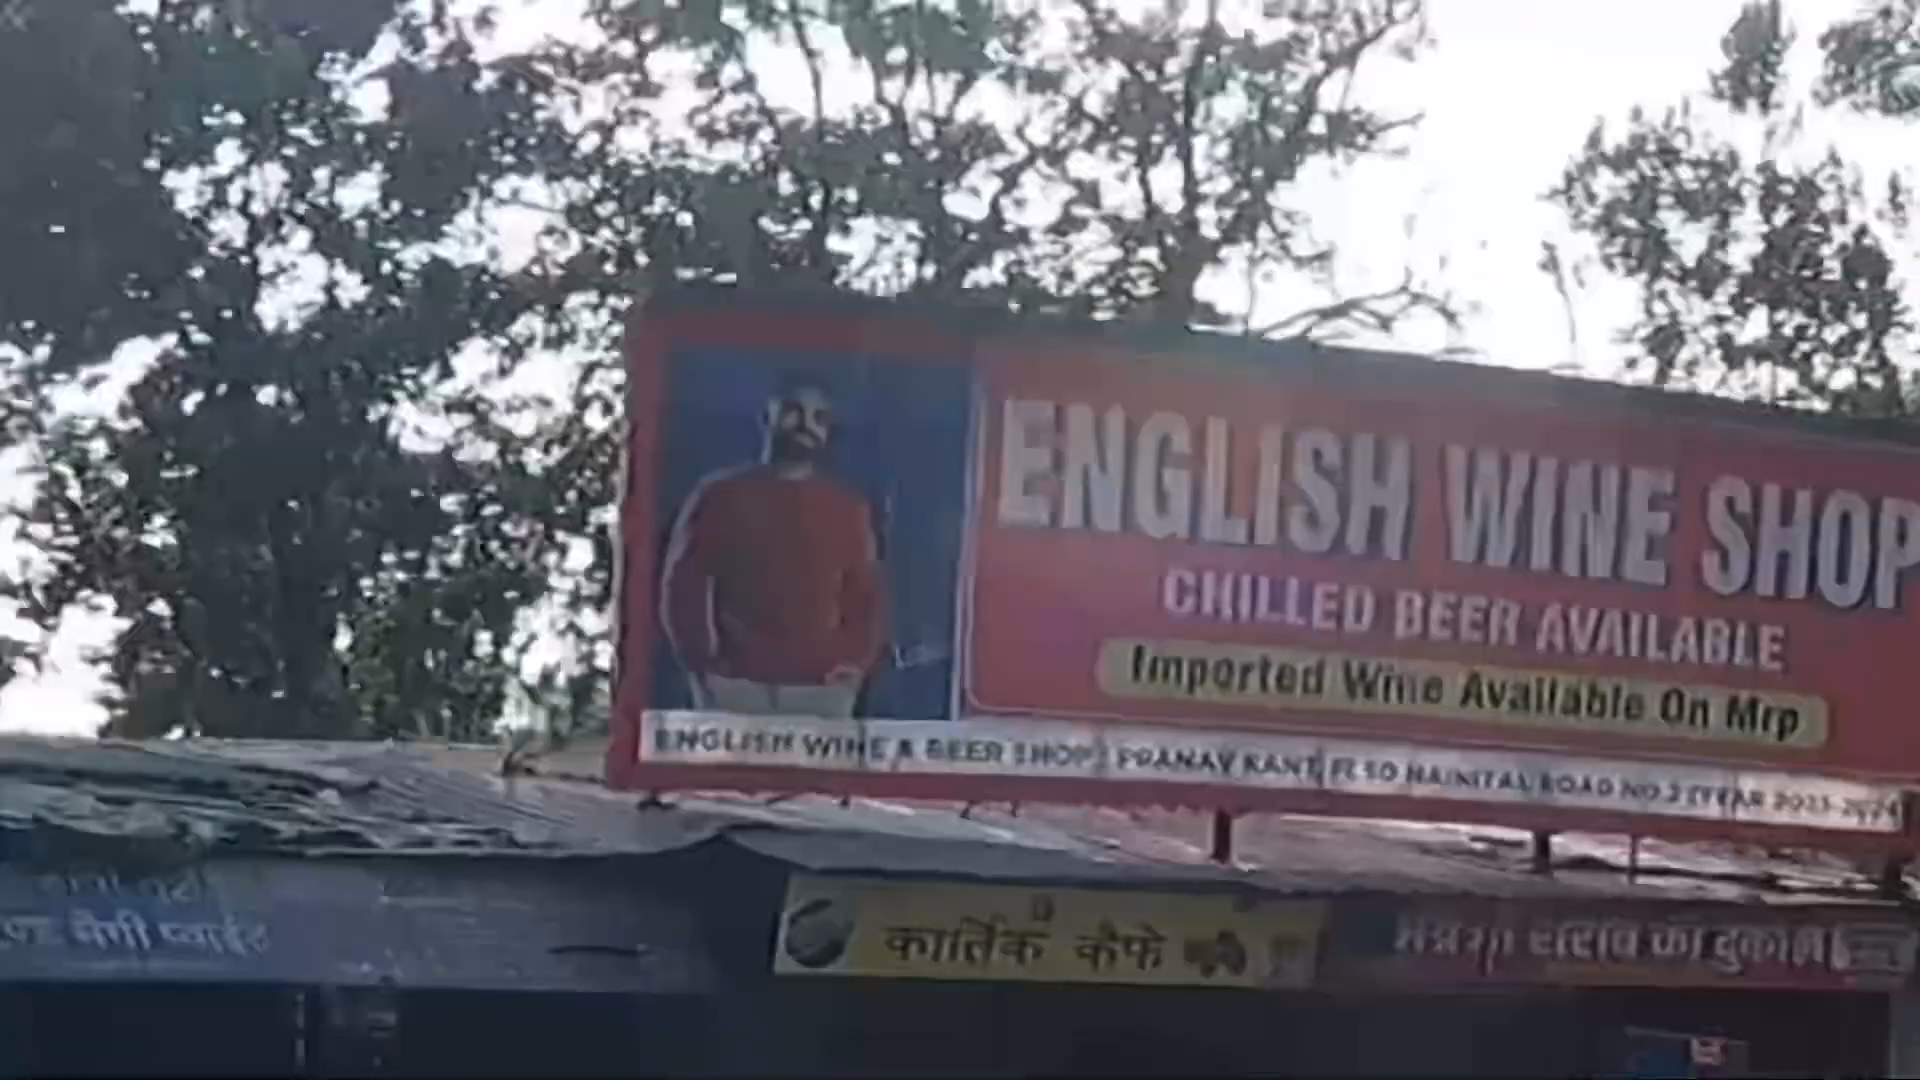 ENGLISH WINE SHOP
CHILLED BEER AVAILABLE
Imported Wine Available On Mrp
ENGLISH WINE & BEER SHOP PRANAV KANT NAINITAL ROAD NO.2 (YEAR 2023-2024
मैगी प्वाईंट
कार्तिक कैफे
अंग्रेजी शराब की दुकान